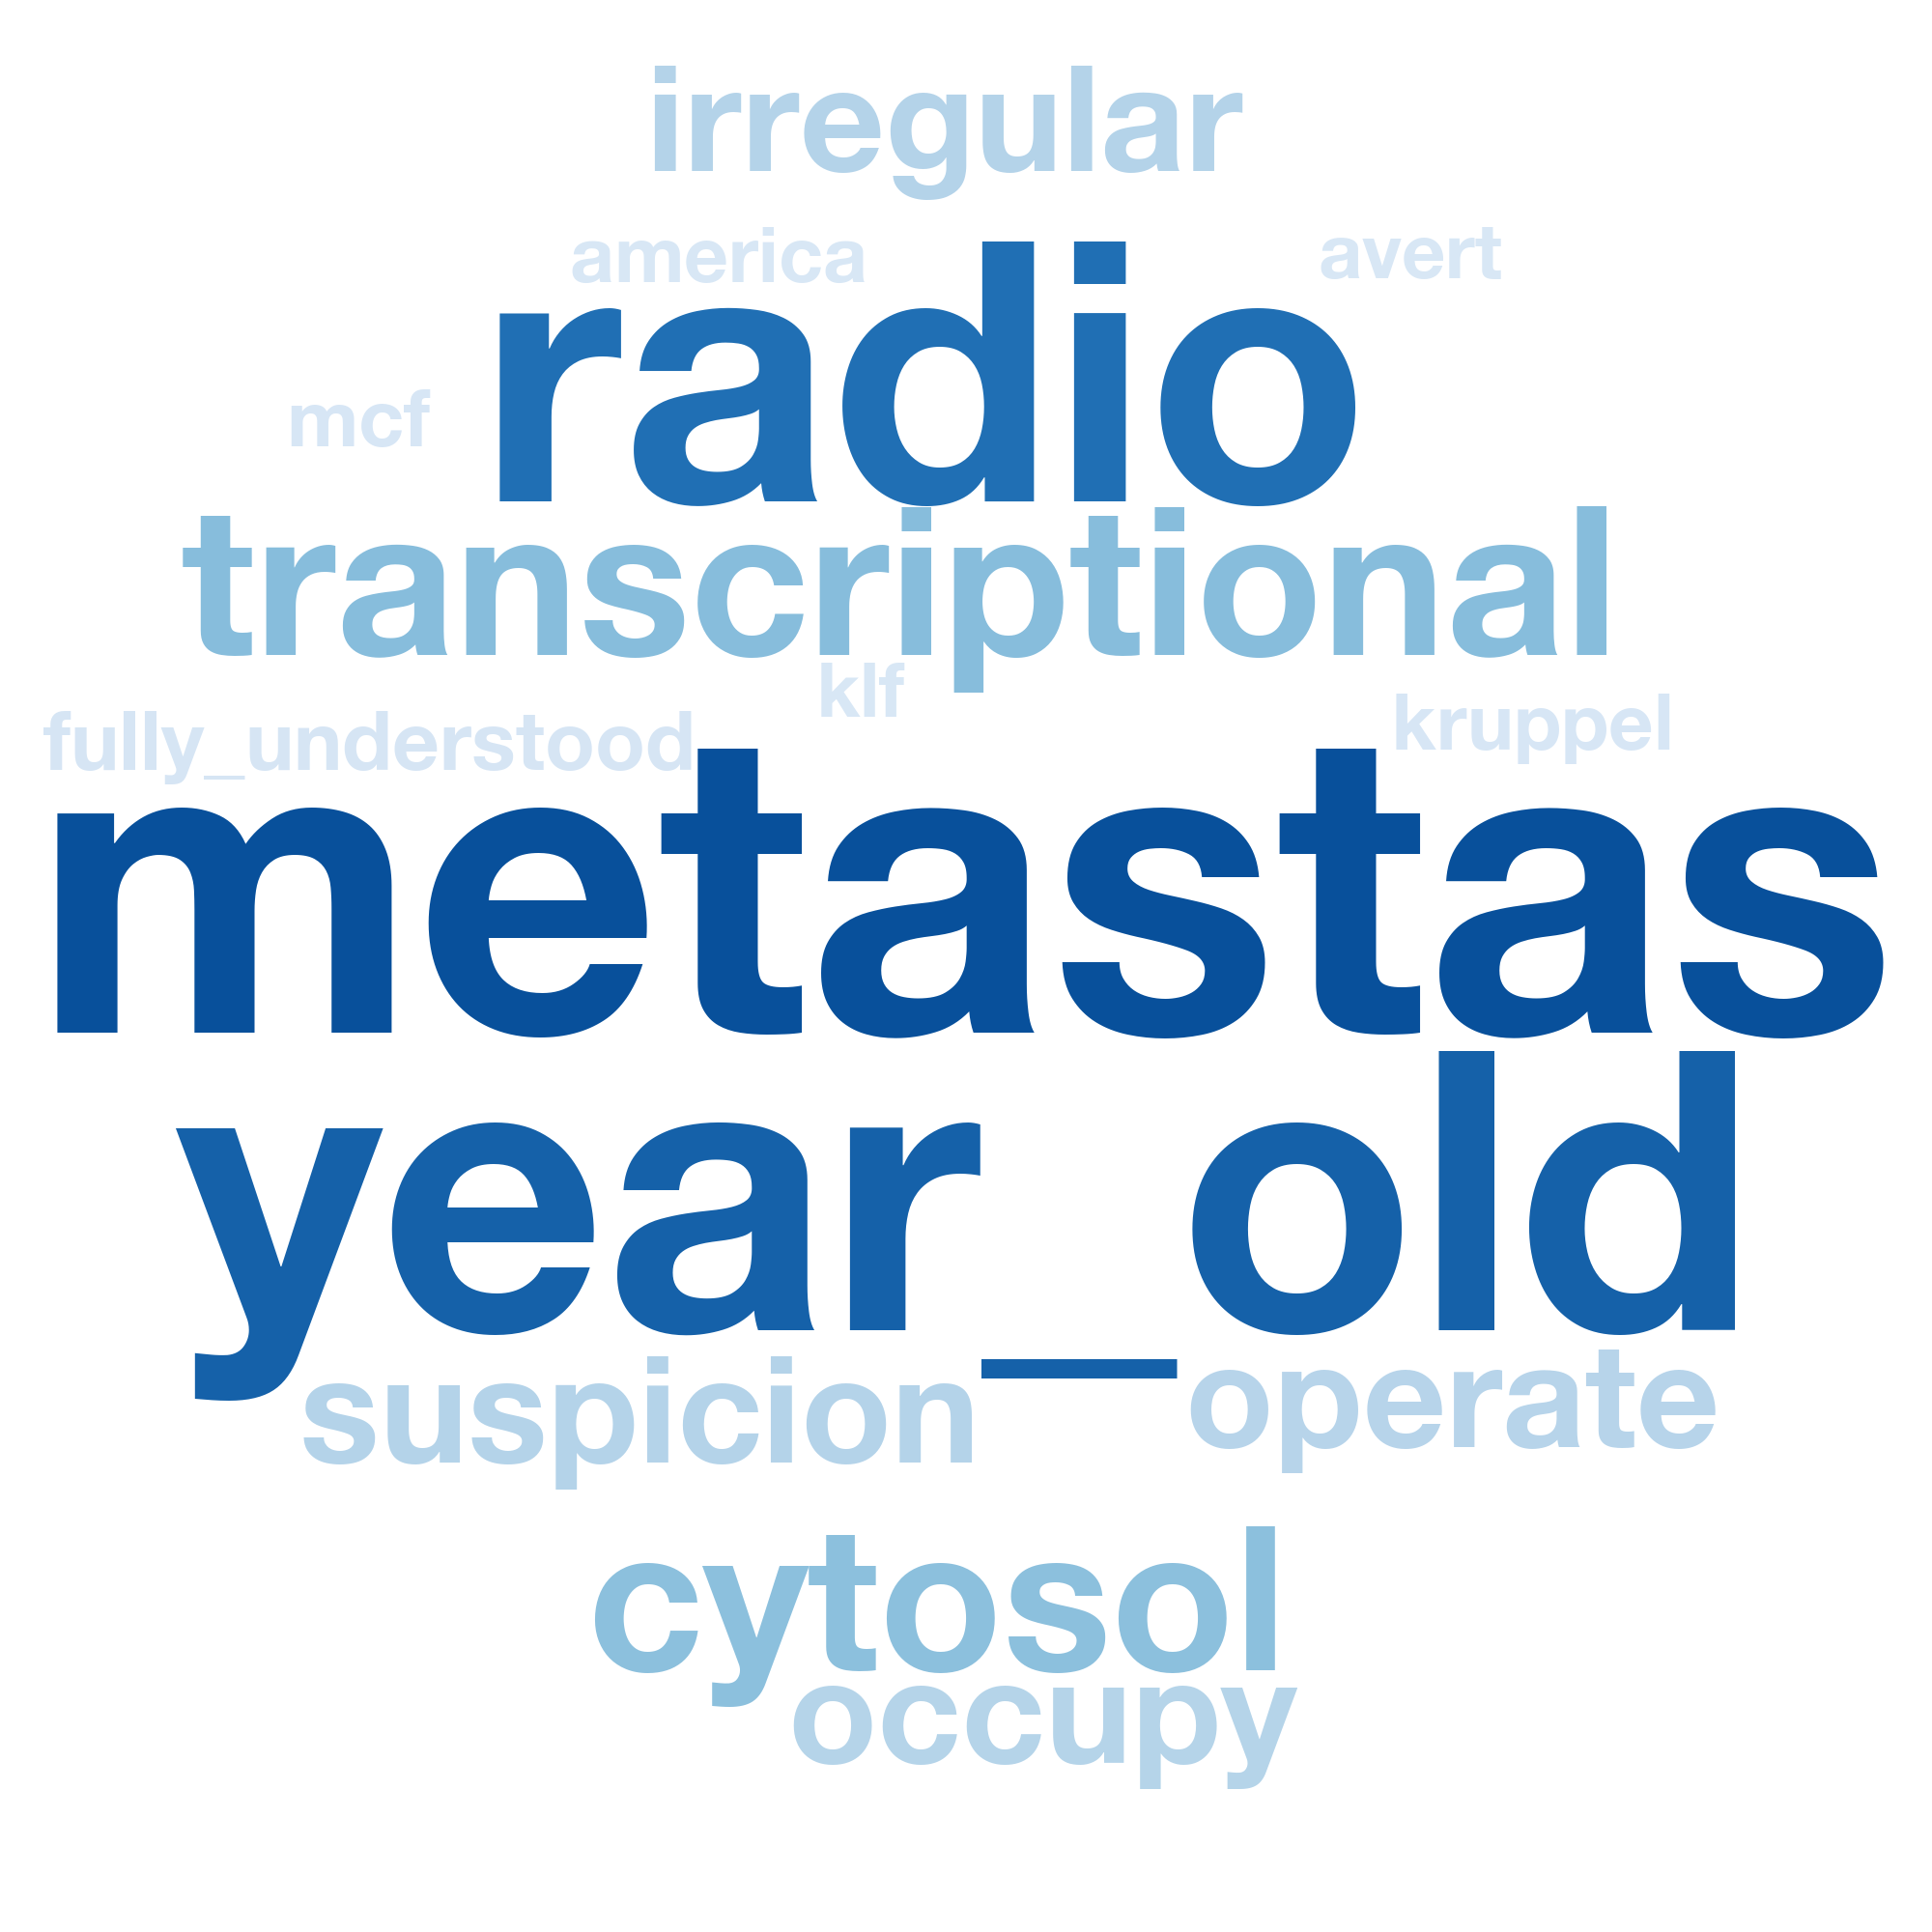 irregular
america avert
radio
mcf
transcriptional
klf
fully_understood kruppel
metastas
year_old
suspicion operate
cytosol
occupy